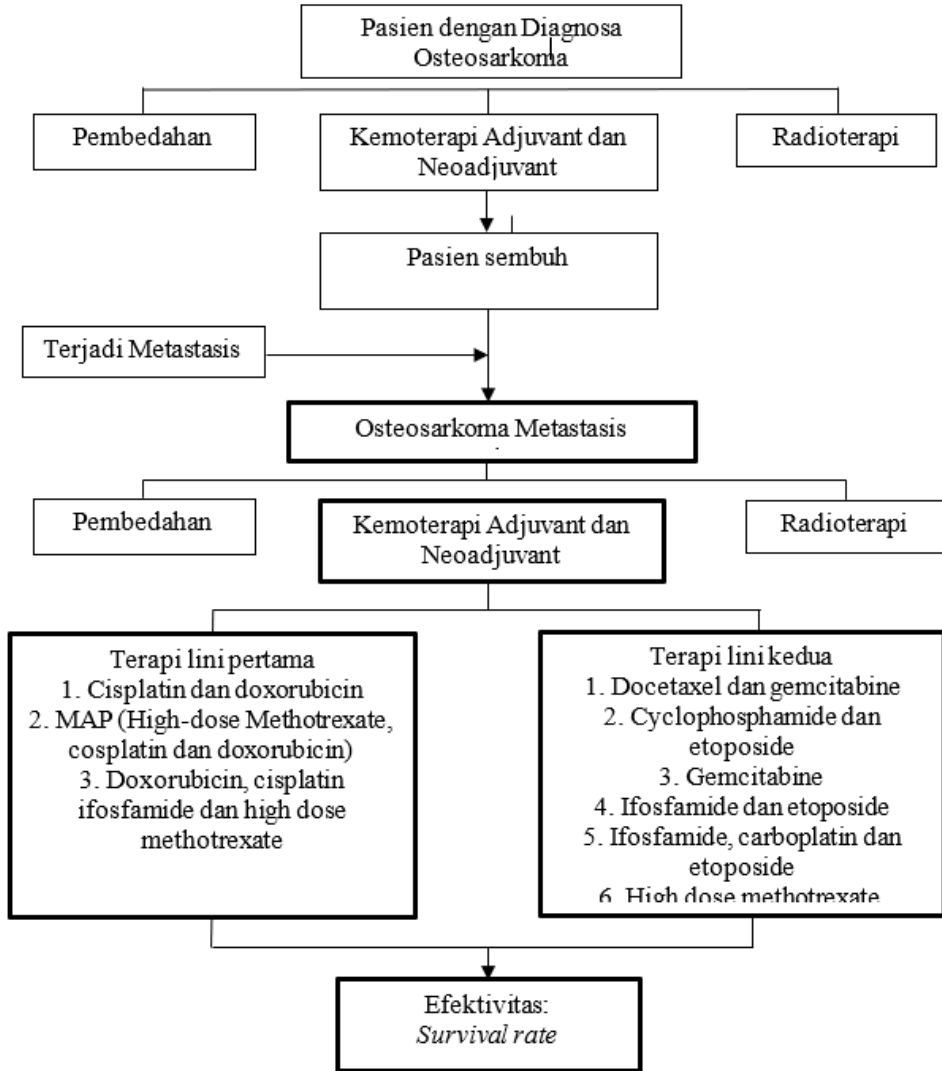 Pasien dengan Diagnosa
Osteosarkoma
Pembedahan
Kemoterapi Adjuvant dan
Neoadjuvant
Radioterapi
Pasien sembuh
Terjadi Metastasis
Osteosarkoma Metastasis
Pembedahan
Kemoterapi Adjuvant dan
Neoadjuvant
Radioterapi
Terapi lini pertama
1. Cisplatin dan doxorubicin
2. MAP (High-dose Methotrexate,
cosplatin dan doxorubicin)
3. Doxorubicin, cisplatin
ifosfamide dan high dose
methotrexate
Terapi lini kedua
1. Docetaxel dan gemcitabine
2. Cyclophosphamide dan
etoposide
3. Gemcitabine
4. Ifosfamide dan etoposide
5. Ifosfamide, carboplatin dan
etoposide
6. High dose methotrexate
Efektivitas:
Survival rate